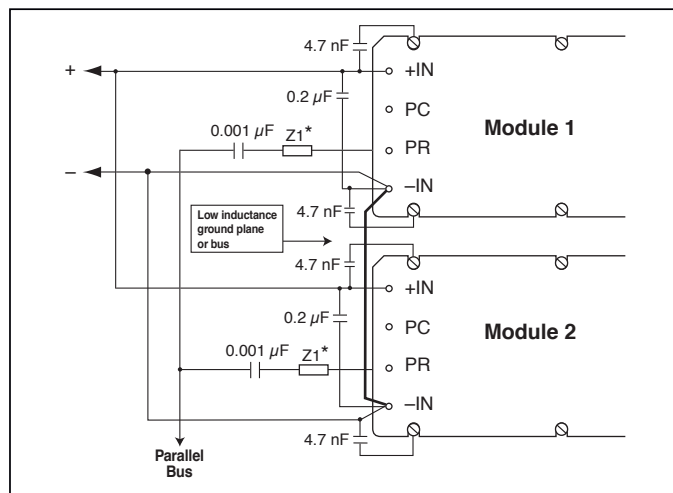 4.7 nF
+
+IN
0.2 µF
PC
Module 1
0.001 µF
Z1*
PR
–
–IN
4.7 nF
Low inductance
ground plane
or bus
4.7 nF
+IN
0.2 µF
PC
Module 2
0.001 µF
Z1*
PR
–IN
4.7 nF
Parallel
Bus